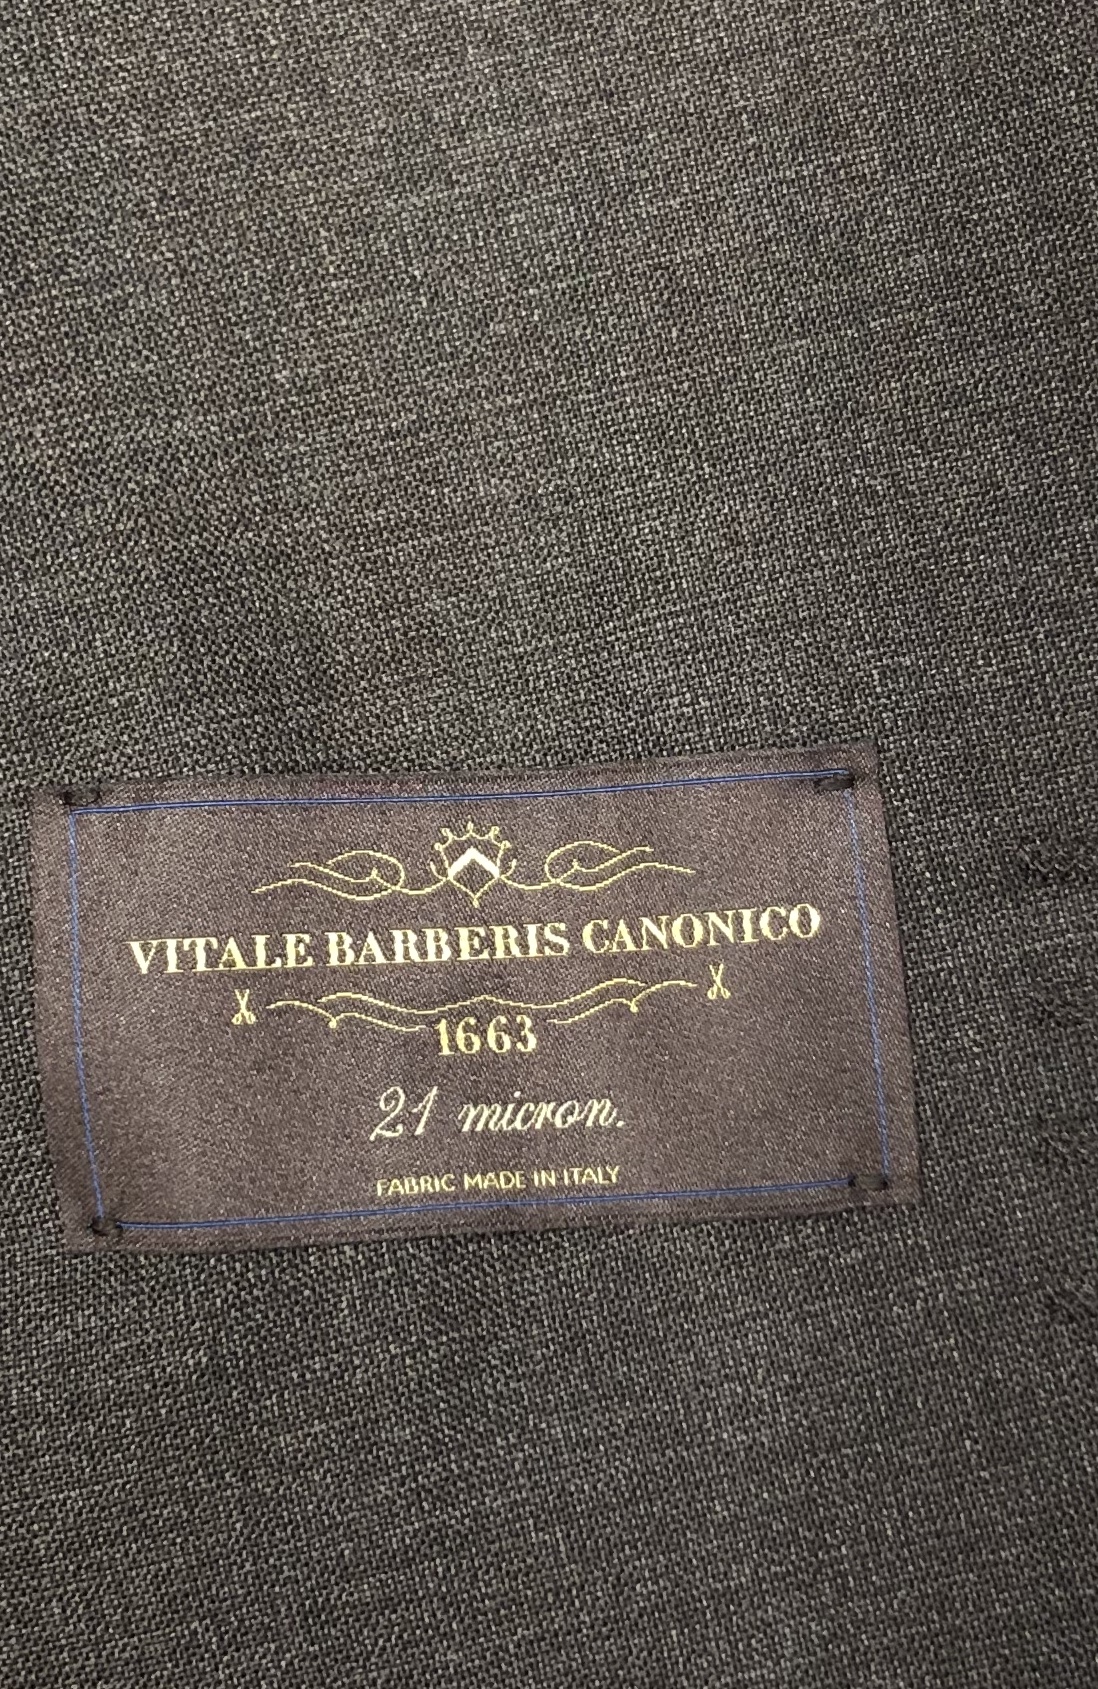 VITALE BARBERIS CANONICO
1663
21 micron.
FABRIC MADE IN ITALY